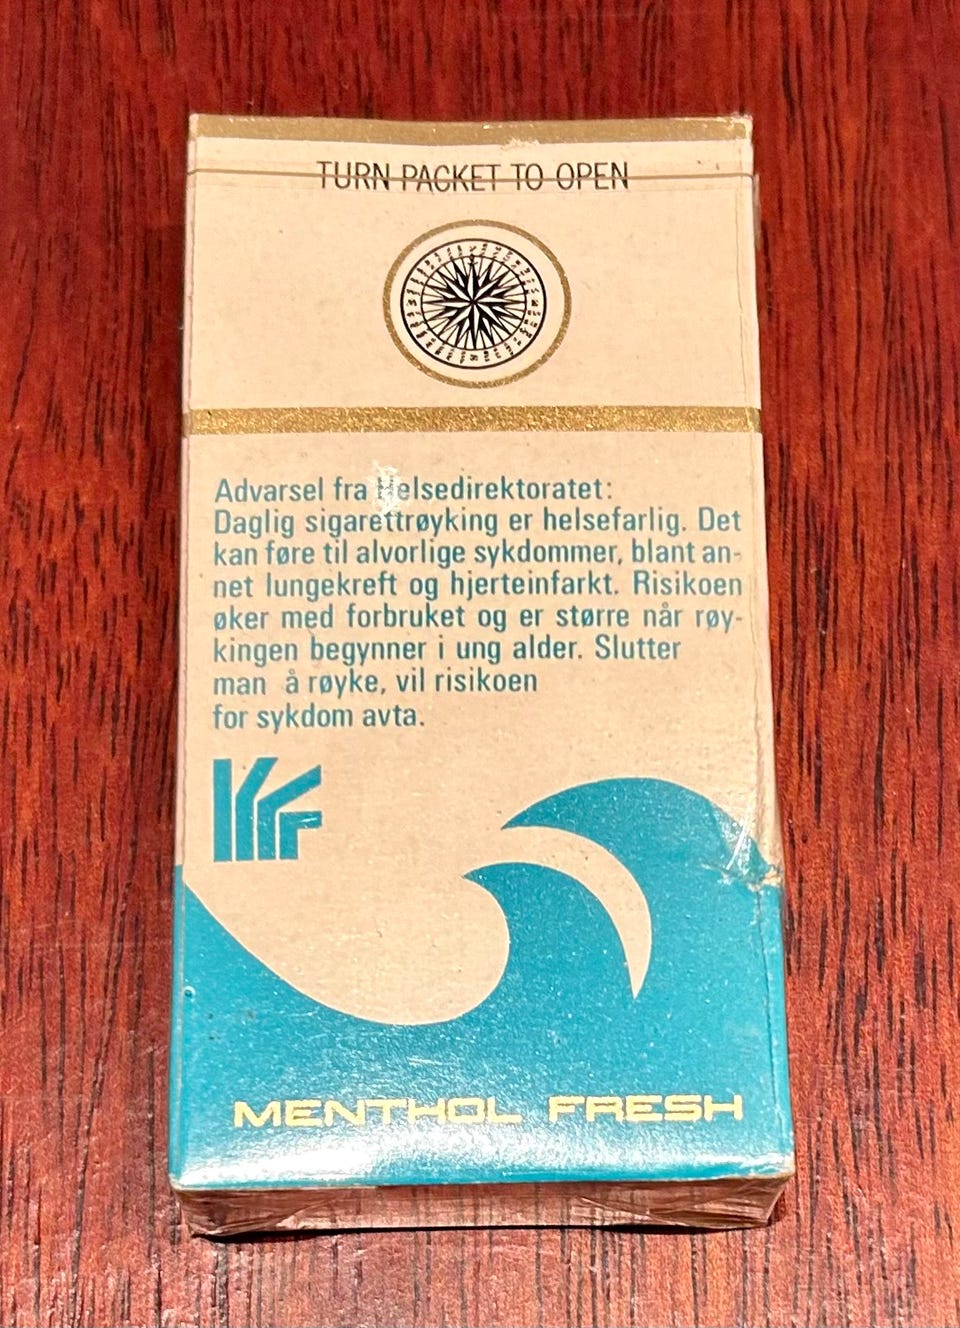 TURN PACKET TO OPEN
Advarsel fra Helsedirektoratet:
Daglig sigarettrøyking er helsefarlig. Det
kan føre til alvorlige sykdommer, blant an-
net lungekreft og hjerteinfarkt. Risikoen
øker med forbruket og er større når røy-
kingen begynner i ung alder. Slutter
man å røyke, vil risikoen
for sykdom avta.
MENTHOL FRESH